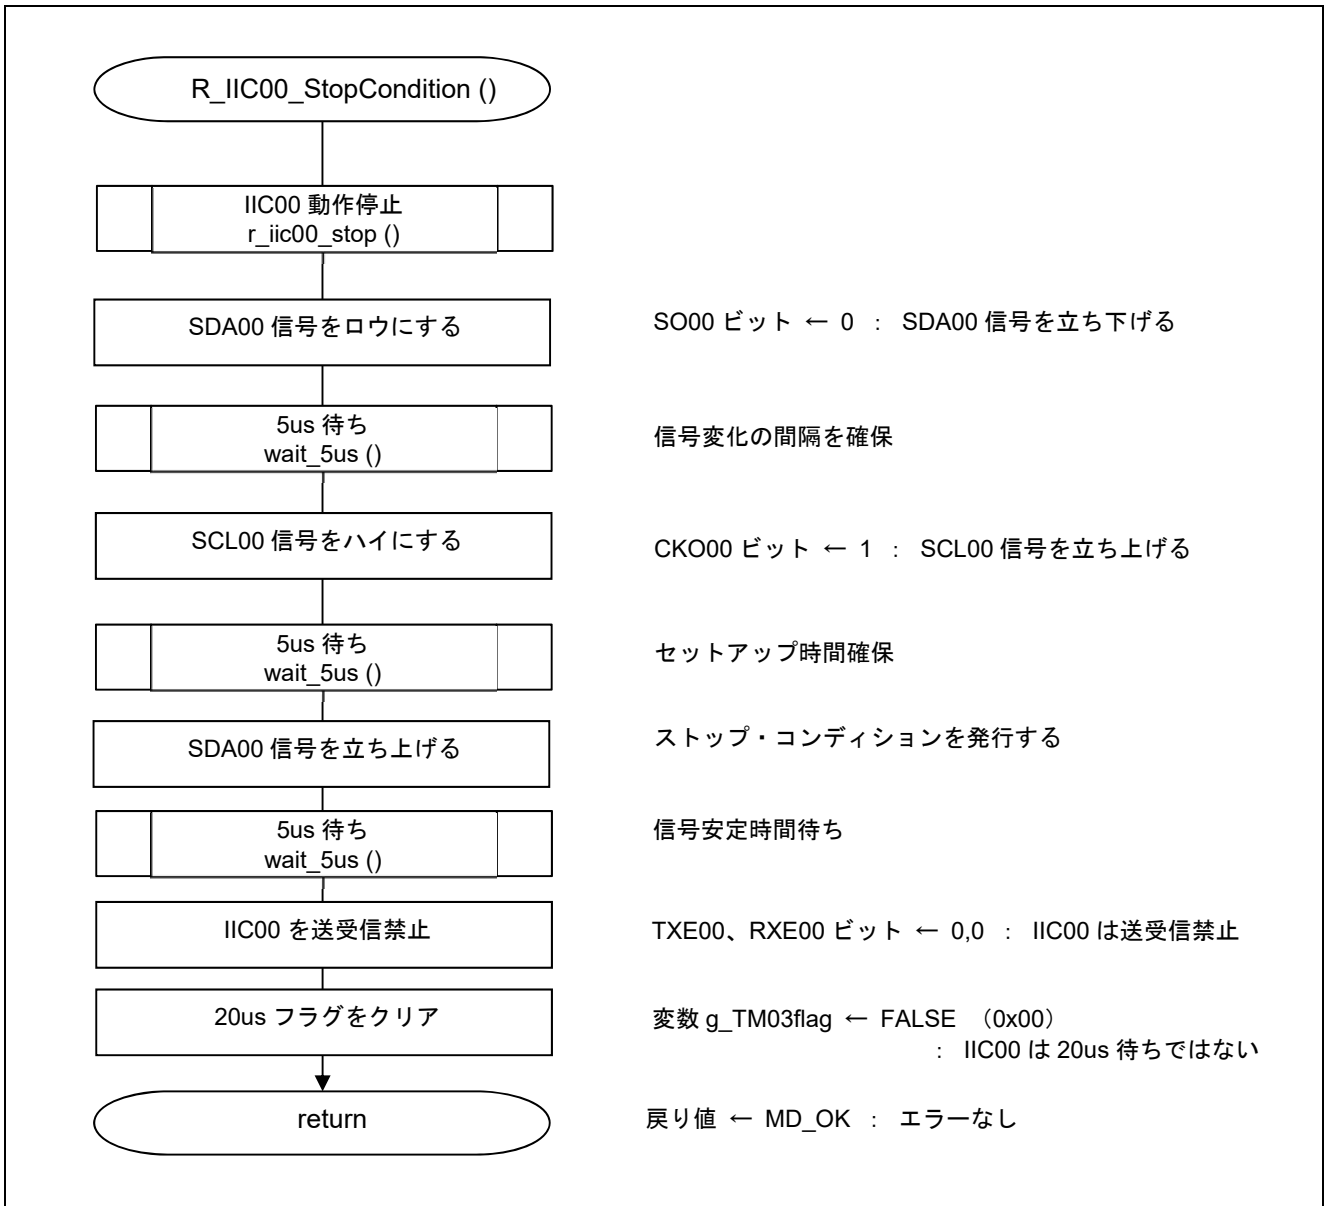 R_IIC00_StopCondition ()
IIC00 動作停止
r_iic00_stop ()
SDA00 信号をロウにする
SO00 ビット ← 0 : SDA00 信号を立ち下げる
5us 待ち
wait_5us ()
信号変化の間隔を確保
SCL00 信号をハイにする
CKO00 ビット ← 1 : SCL00 信号を立ち上げる
5us 待ち
wait_5us ()
セットアップ時間確保
SDA00 信号を立ち上げる
ストップ・コンディションを発行する
5us 待ち
wait_5us ()
信号安定時間待ち
IIC00 を送受信禁止
TXE00、RXE00 ビット ← 0,0 : IIC00 は送受信禁止
20us フラグをクリア
変数 g_TM03flag ← FALSE （0x00）
: IIC00 は 20us 待ちではない
return
戻り値 ← MD_OK : エラーなし